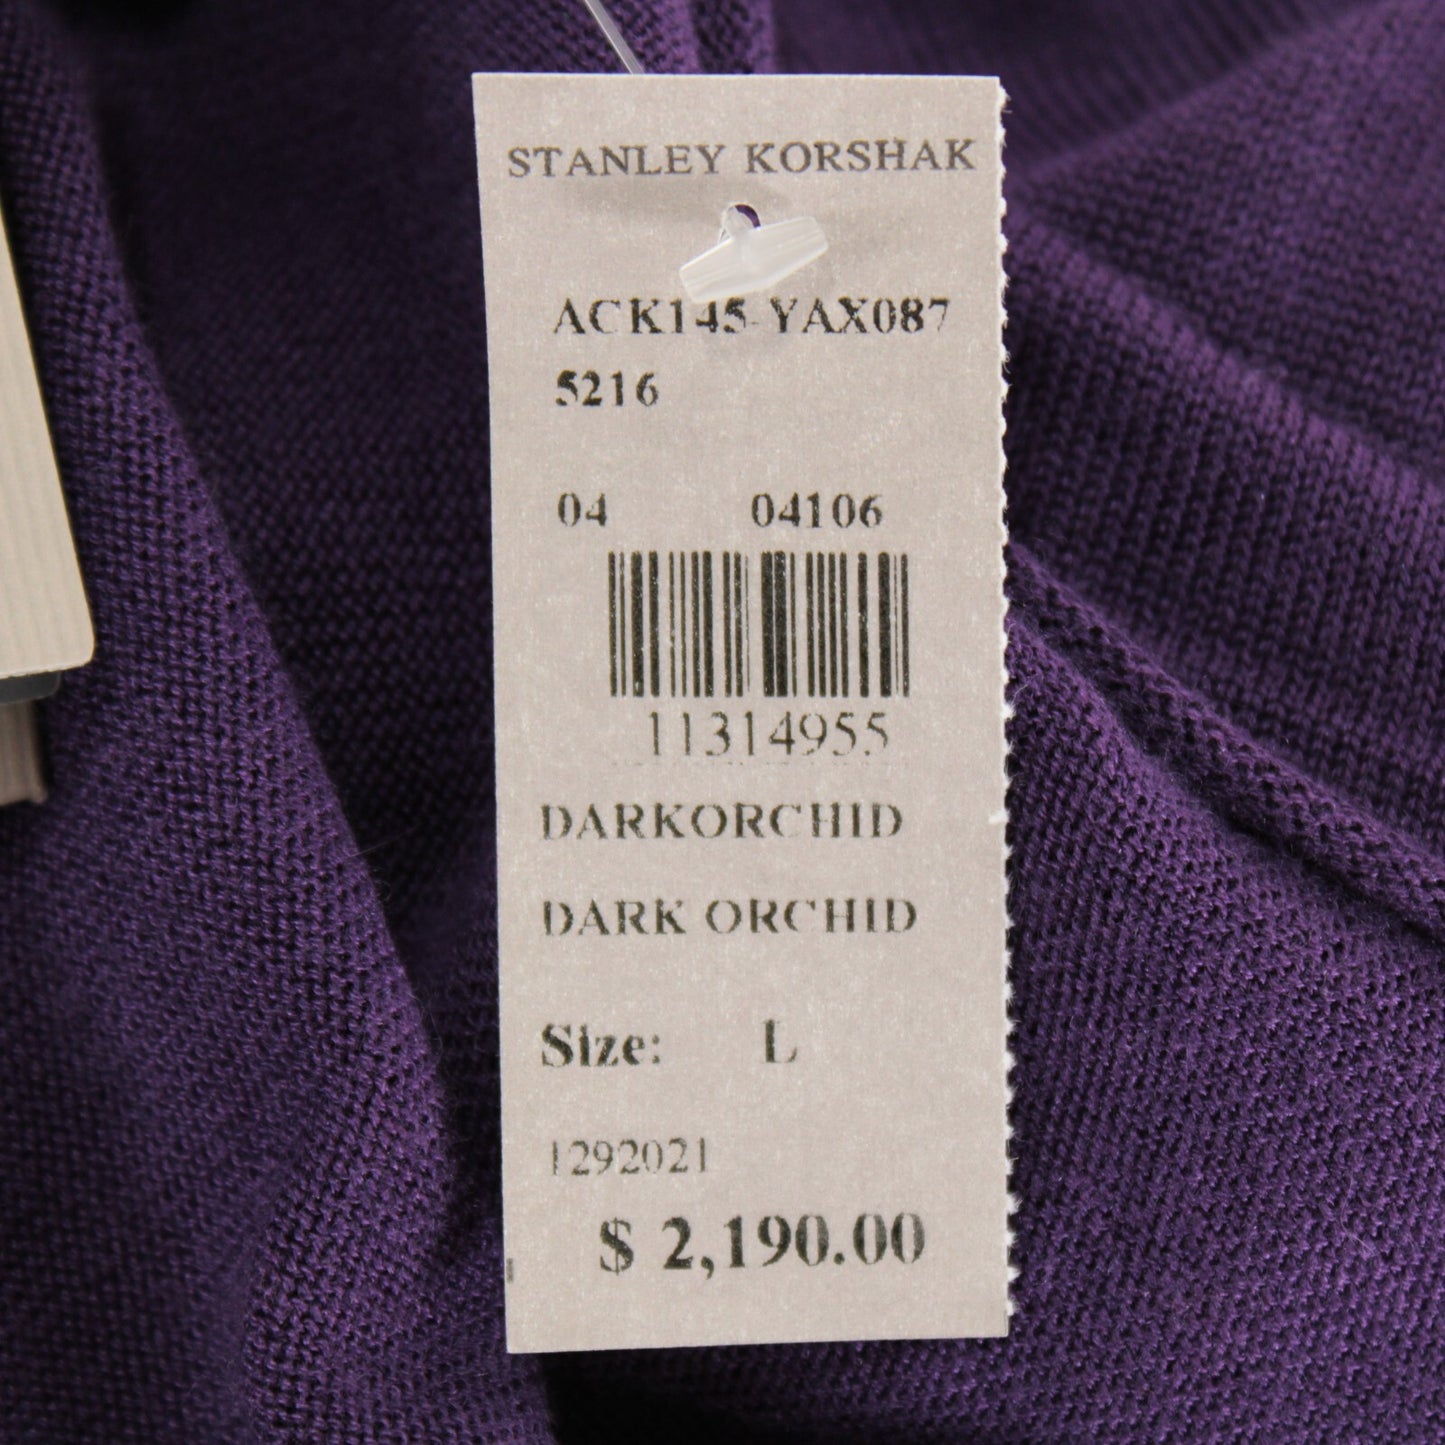 STANLEY KORSHAK
ACK145-YAX087
5216
04 04106
11314955
DARKORCHID
DARK ORCHID
Size: L
1292021
$ 2,190.00